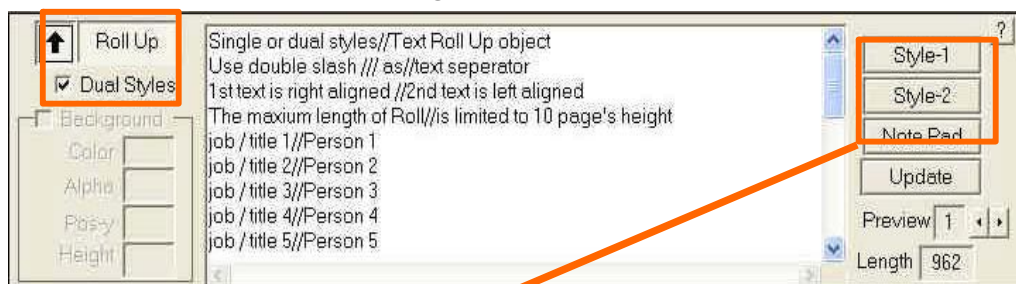 Roll Up
Dual Styles
Background
Color
Alpha
Pos-y
Height
Single or dual styles//Text Roll Up object
Use double slash /// as//text seperator
1st text is right aligned //2nd text is left aligned
The maxium length of Roll//is limited to 10 page's height
job / title 1//Person 1
job / title 2//Person 2
job / title 3//Person 3
job / title 4//Person 4
job / title 5//Person 5
?
Style-1
Style-2
Note Pad
Update
Preview 1
Length 962